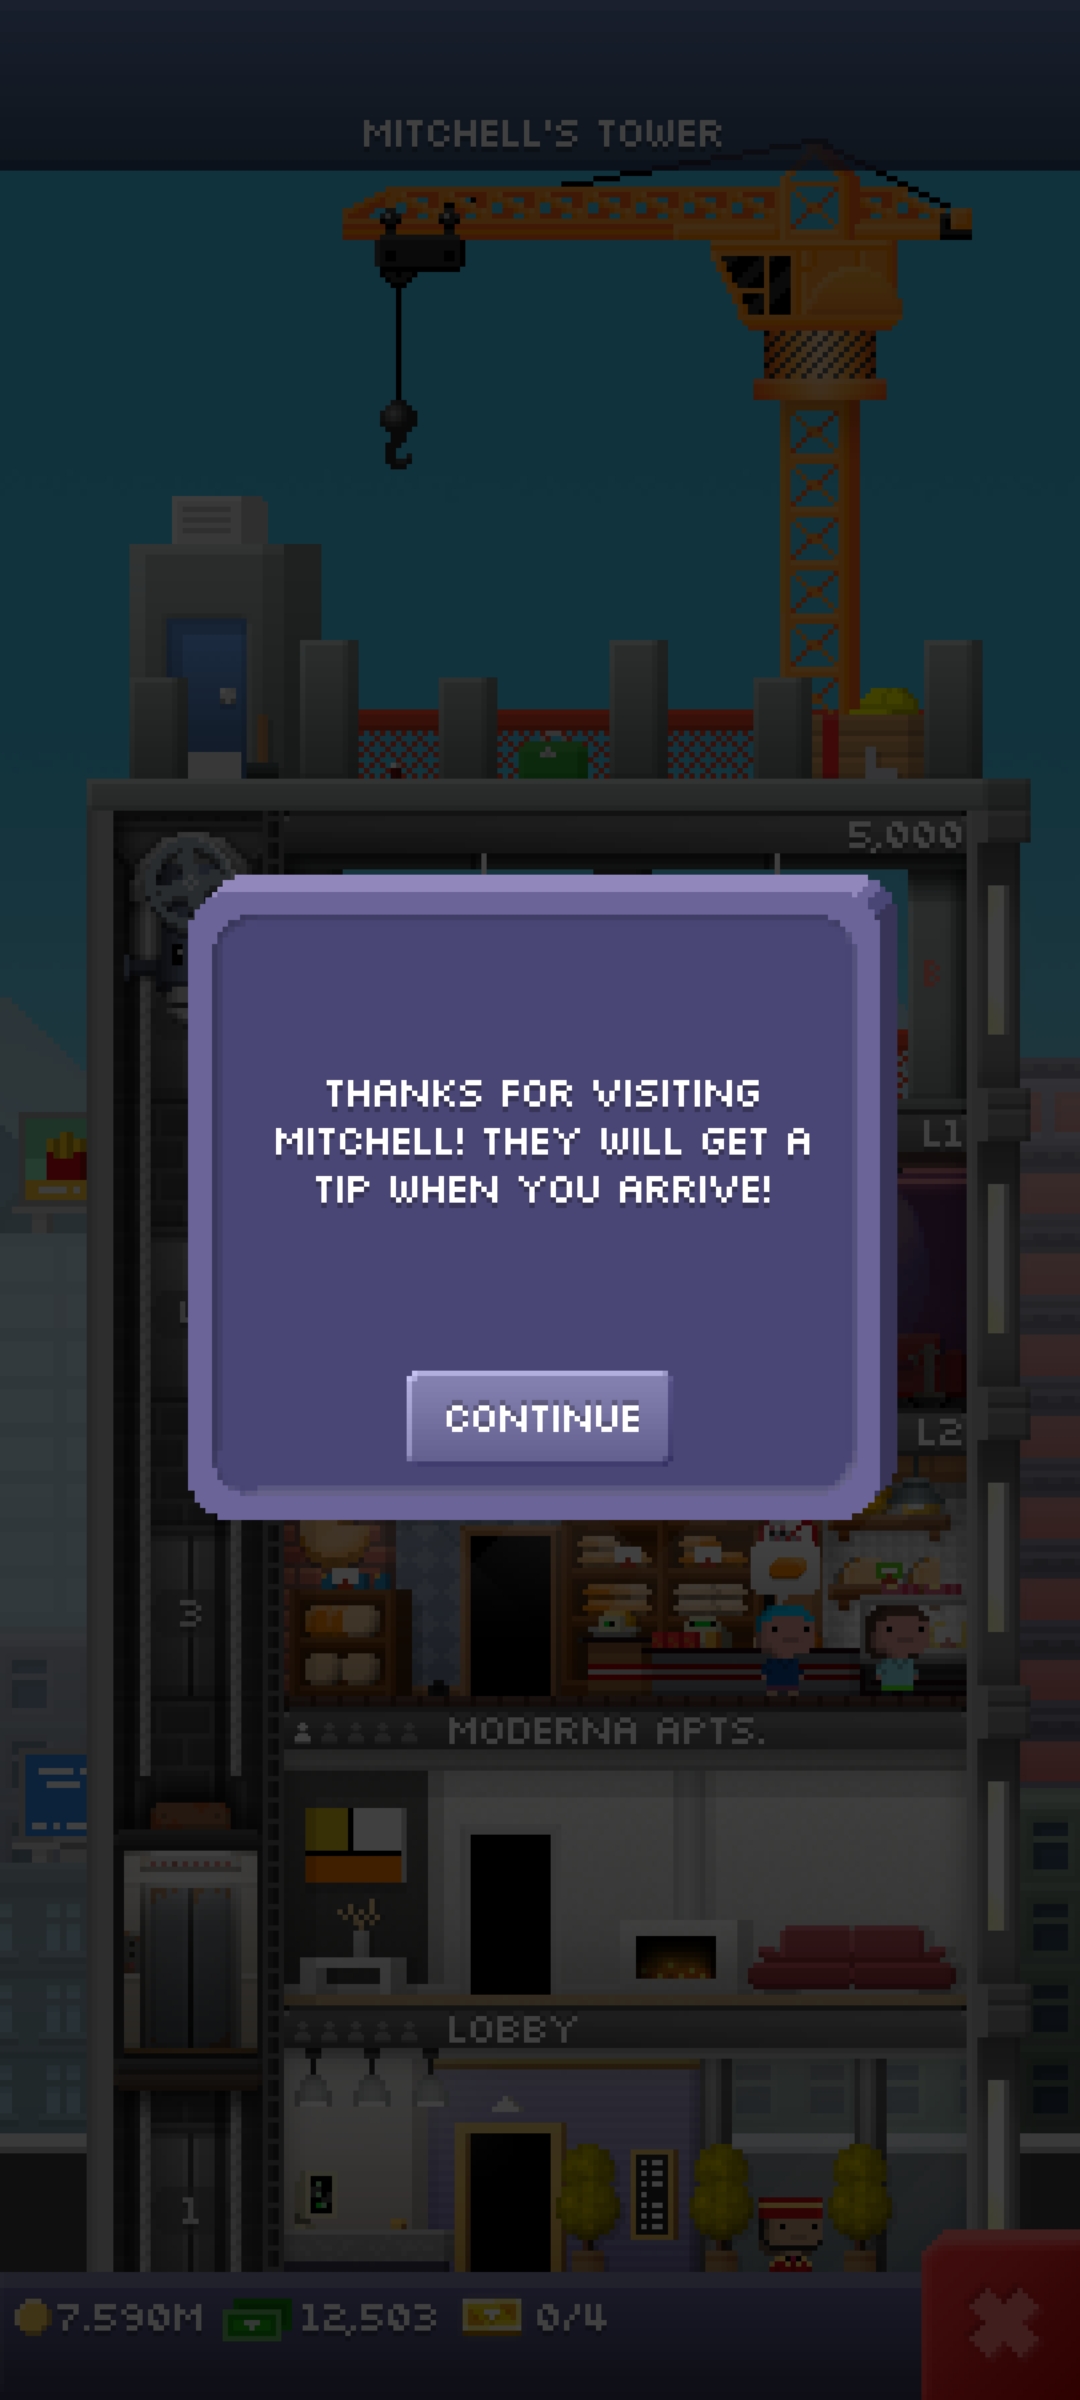 MITCHELL'S TOWER
5,000
L1
THANKS FOR VISITING
MITCHELL! THEY WILL GET A
TIP WHEN YOU ARRIVE!
CONTINUE
L2
3
MODERNA APTS.
LOBBY
1
7.590M 12,503 0/4